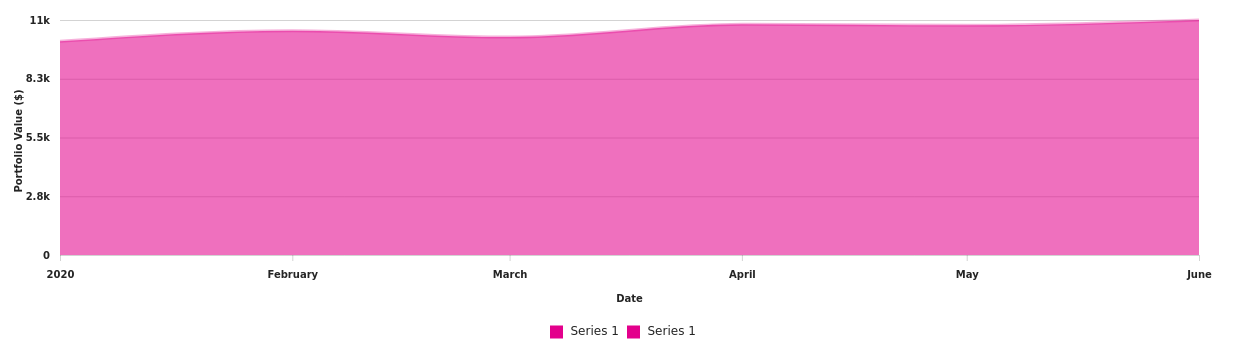 11k
8.3k
5.5k
2.8k
0
Portfolio Value ($)
2020 February March April May June
Date
Series 1 Series 1